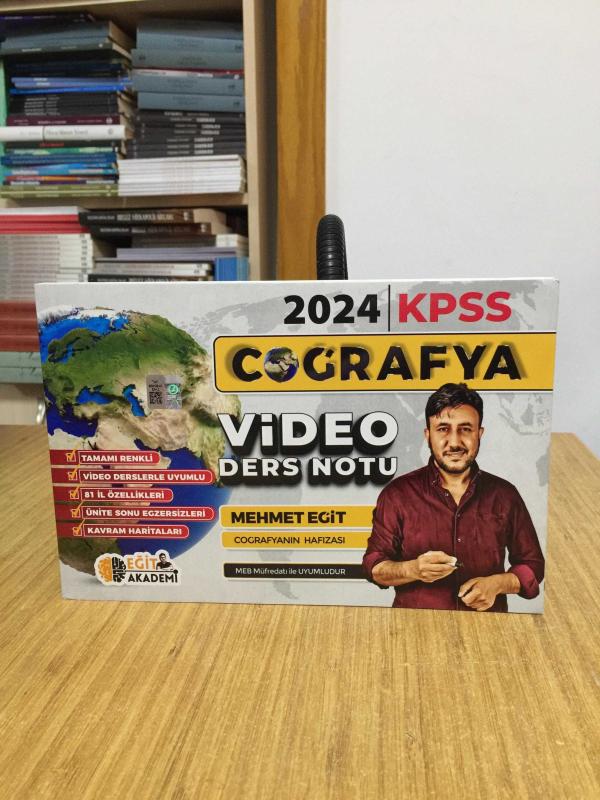 2024 KPSS
COĞRAFYA
VİDEO
DERS NOTU
TAMAMI RENKLİ
VİDEO DERSLERLE UYUMLU
81 İL ÖZELLİKLERİ
ÜNİTE SONU EGZERSİZLERİ
KAVRAM HARİTALARI
MEHMET EĞİT
COĞRAFYANIN HAFIZASI
MEB Müfredatı ile UYUMLUDUR
EĞİT
AKADEMİ